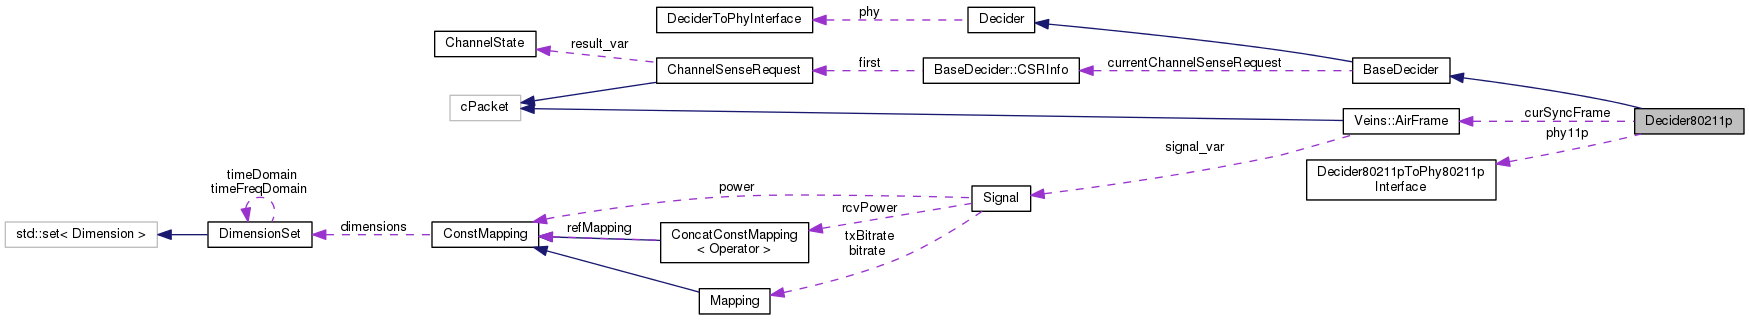 DeciderToPhyInterface
phy
Decider
ChannelState
result_var
ChannelSenseRequest
first
BaseDecider::CSRInfo
currentChannelSenseRequest
BaseDecider
cPacket
Veins::AirFrame
curSyncFrame
Decider80211p
phy11p
signal_var
Decider80211pToPhy80211p
Interface
timeDomain
timeFreqDomain
power
Signal
rcvPower
std::set< Dimension >
DimensionSet
dimensions
ConstMapping
refMapping
ConcatConstMapping
< Operator >
txBitrate
bitrate
Mapping